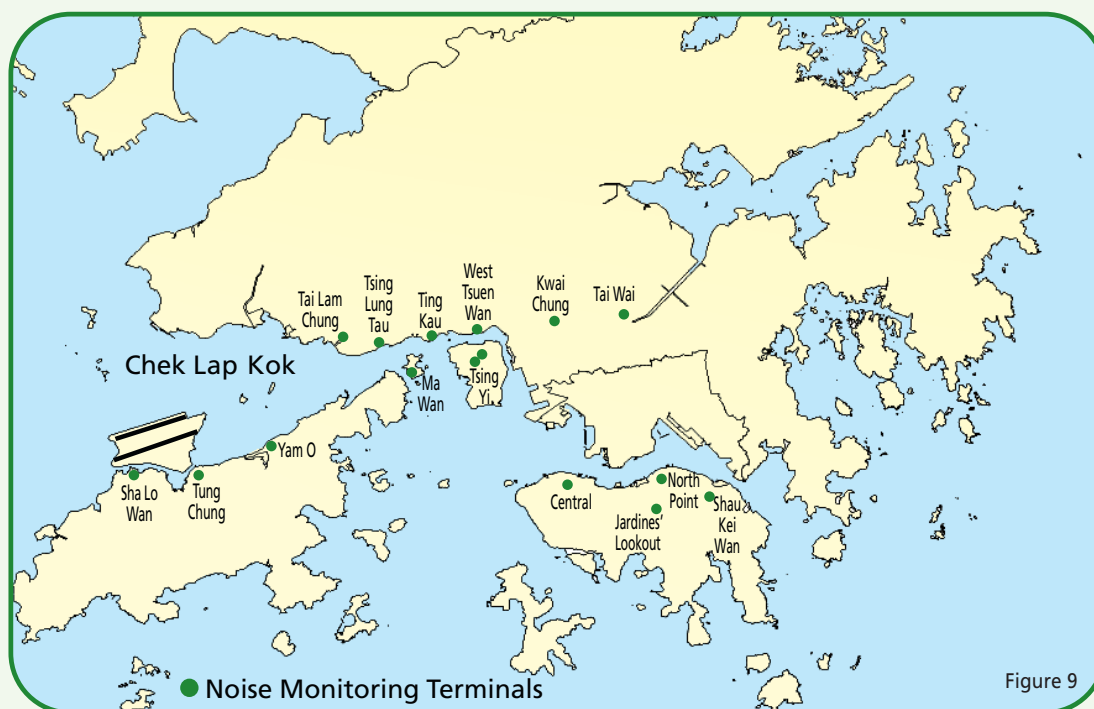 West
Tsuen
Wan
Tsing
Lung
Tau
Kwai
Chung
Tai Wai
Tai Lam
Chung
Ting
Kau
Chek Lap Kok
Tsing
Yi
Ma
Wan
Yam O
Sha Lo
Wan
Tung
Chung
Central
North
Point
Jardines'
Lookout
Shau
Kei
Wan
Noise Monitoring Terminals
Figure 9